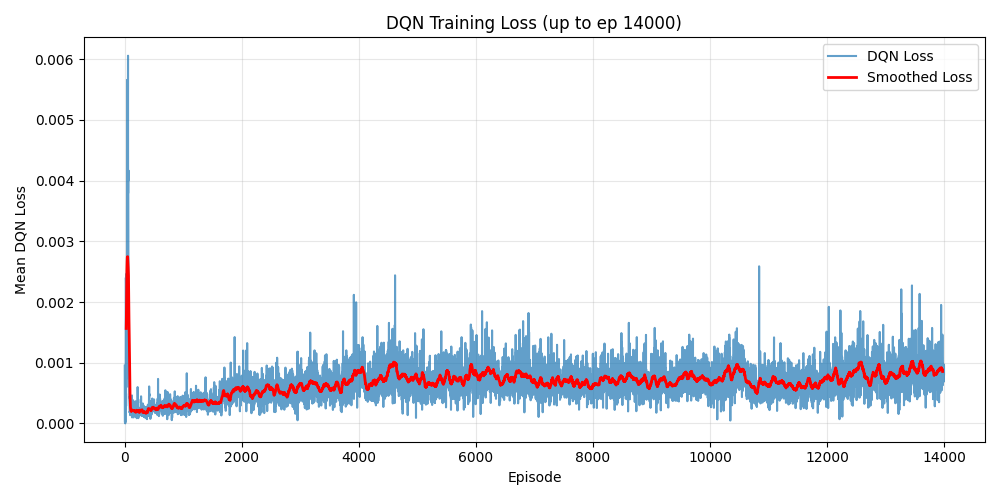 DQN Training Loss (up to ep 14000)
DQN Loss
Smoothed Loss
Mean DQN Loss
0.006
0.005
0.004
0.003
0.002
0.001
0.000
0 2000 4000 6000 8000 10000 12000 14000
Episode